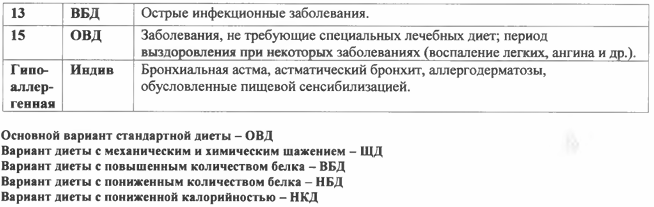 13 ВБД Острые инфекционные заболевания.
15 ОВД Заболевания, не требующие специальных лечебных диет; период
выздоровления при некоторых заболеваниях (воспаление легких, ангина и др.).
Гипо- Индив Бронхиальная астма, астматический бронхит, аллергодерматозы,
аллер- обусловленные пищевой сенсибилизацией.
генная
Основной вариант стандартной диеты – ОВД
Вариант диеты с механическим и химическим щажением – ЩД
Вариант диеты с повышенным количеством белка – ВБД
Вариант диеты с пониженным количеством белка – НБД
Вариант диеты с пониженной калорийностью – НКД